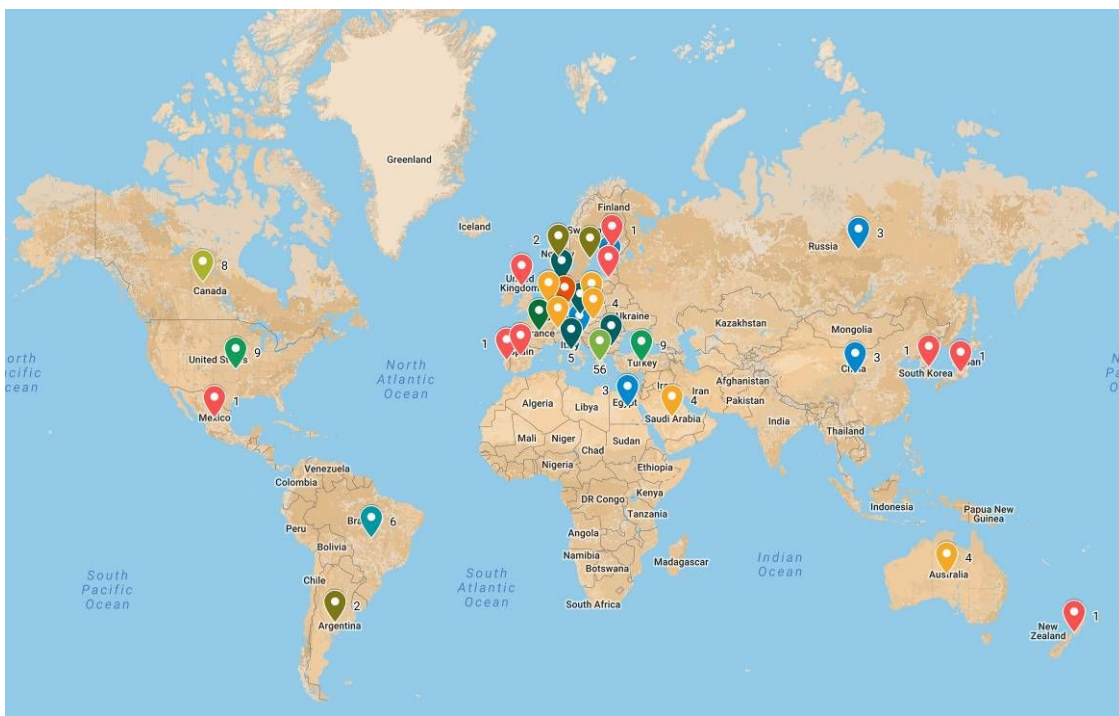 Greenland
Finland
Iceland
2
1
Russia
3
8
Canada
United
Kingdom
4
Ukraine
Kazakhstan
Mongolia
9
United States
North
Atlantic
Ocean
1
5
56
9
Turkey
3
China
1
South Korea
1
Afghanistan
Iran
Pakistan
1
Mexico
Algeria
Libya
3
Egypt
4
Saudi Arabia
India
Thailand
Mali
Niger
Chad
Sudan
Nigeria
Ethiopia
Venezuela
Colombia
DR Congo
Kenya
Tanzania
Indonesia
Papua New
Guinea
Peru
6
Bolivia
Angola
Namibia
Botswana
Madagascar
Indian
Ocean
South
Pacific
Ocean
Chile
South
Atlantic
Ocean
South Africa
4
Australia
2
Argentina
1
New
Zealand